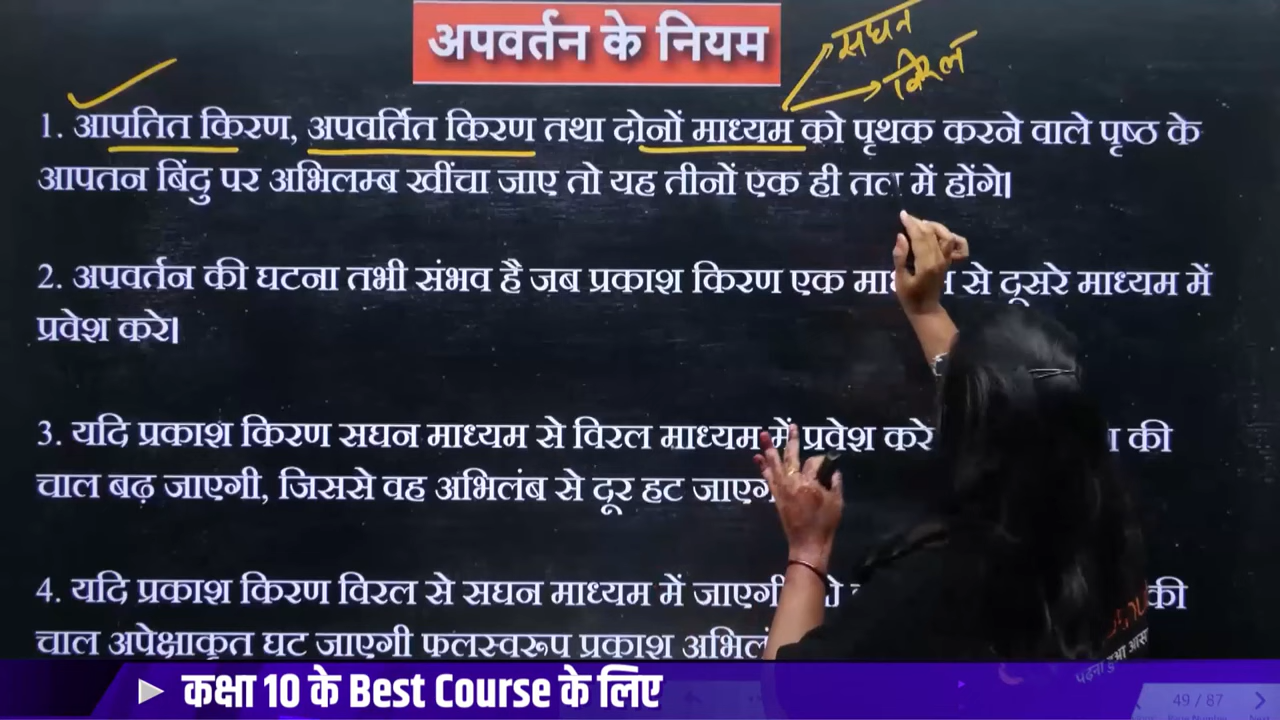 अपवर्तन के नियम
सघन
विरल
1. आपतित किरण, अपवर्तित किरण तथा दोनों माध्यम को पृथक करने वाले पृष्ठ के
आपतन बिंदु पर अभिलम्ब खींचा जाए तो यह तीनों एक ही तल में होंगे।
2. अपवर्तन की घटना तभी संभव है जब प्रकाश किरण एक माध्यम से दूसरे माध्यम में
प्रवेश करे।
3. यदि प्रकाश किरण सघन माध्यम से विरल माध्यम में प्रवेश करे की
चाल बढ़ जाएगी, जिससे वह अभिलंब से दूर हट
4. यदि प्रकाश किरण विरल से सघन माध्यम में जाएगी की
चाल अपेक्षाकृत घट जाएगी फलस्वरूप प्रकाश
पढ़ना हुआ आसान
कक्षा 10 के Best Course के लिए
49 / 87